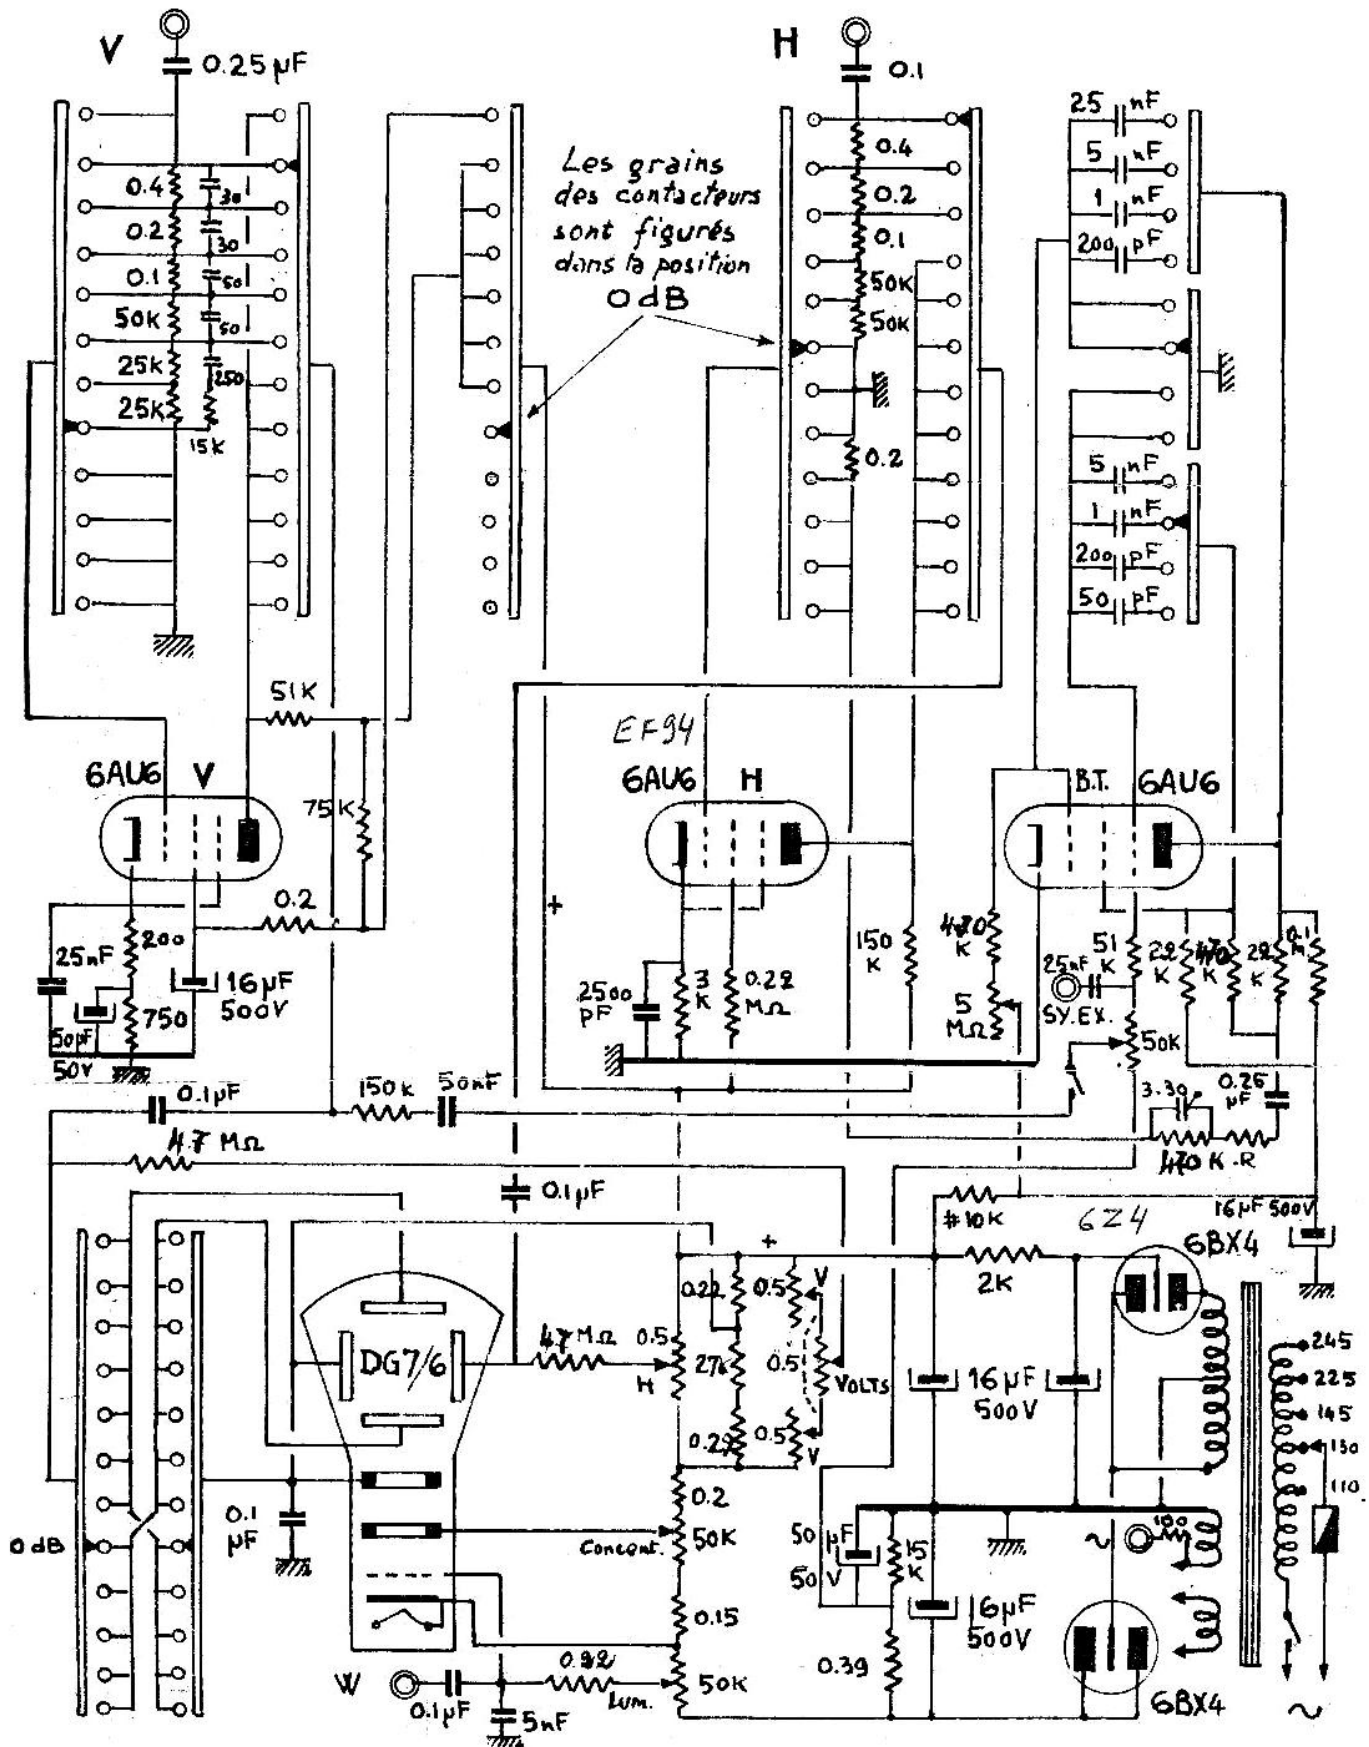 V
0.25 µF
H
0.1
25 nF
5 nF
1 nF
200 pF
0.4
30
0.2
30
0.1
50
50K
50
25K
250
25K
15K
Les grains
des contacteurs
sont figurés
dans la position
0 dB
0.4
0.2
0.1
50K
50K
0.2
5 nF
1 nF
200 pF
50 pF
51K
EF94
6AU6 V
75K
6AU6 H
B.T. 6AU6
0.2
+
200
25nF
16µF
500V
750
50µF
50V
2500
pF
3
K
0.22
MΩ
150
K
470
K
5
MΩ
25nF
SY.EX.
51
K
22
K
470
K
22
K
0.1
M
50K
0.1µF
150K
50nF
3.30
0.25
µF
4.7 MΩ
470 K
R
0.1µF
#10K
6Z4
16µF 500V
6BX4
+
2K
0.22
0.5
V
DG7/6
4.7 MΩ
0.5
H
27K
0.5
VOLTS
16µF
500V
0.22
0.5
V
245
225
145
130
110
0.1
µF
0dB
0.2
50K
Concent.
50 µF
50 V
15
K
~
100
0.15
16µF
500V
0.39
W
0.1µF
0.22
Lum.
50K
5nF
6BX4
~